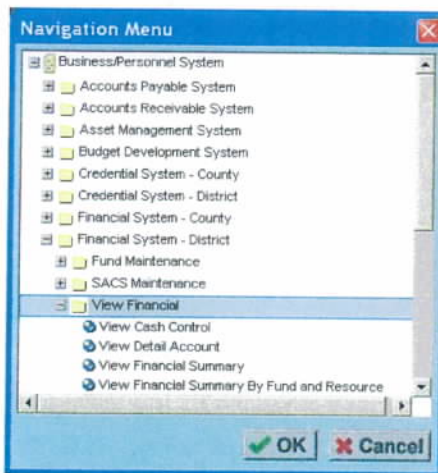 Navigation Menu
Business/Personnel System
Accounts Payable System
Accounts Receivable System
Asset Management System
Budget Development System
Credential System - County
Credential System - District
Financial System - County
Financial System - District
Fund Maintenance
SACS Maintenance
View Financial
View Cash Control
View Detail Account
View Financial Summary
View Financial Summary By Fund and Resource
OK Cancel